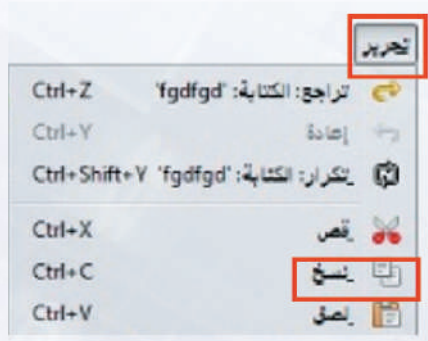 تحرير
تراجع: الكتابة: 'fgdfgd' Ctrl+Z
إعادة Ctrl+Y
تكرار: الكتابة: 'fgdfgd' Ctrl+Shift+Y
قص Ctrl+X
نسخ Ctrl+C
لصق Ctrl+V